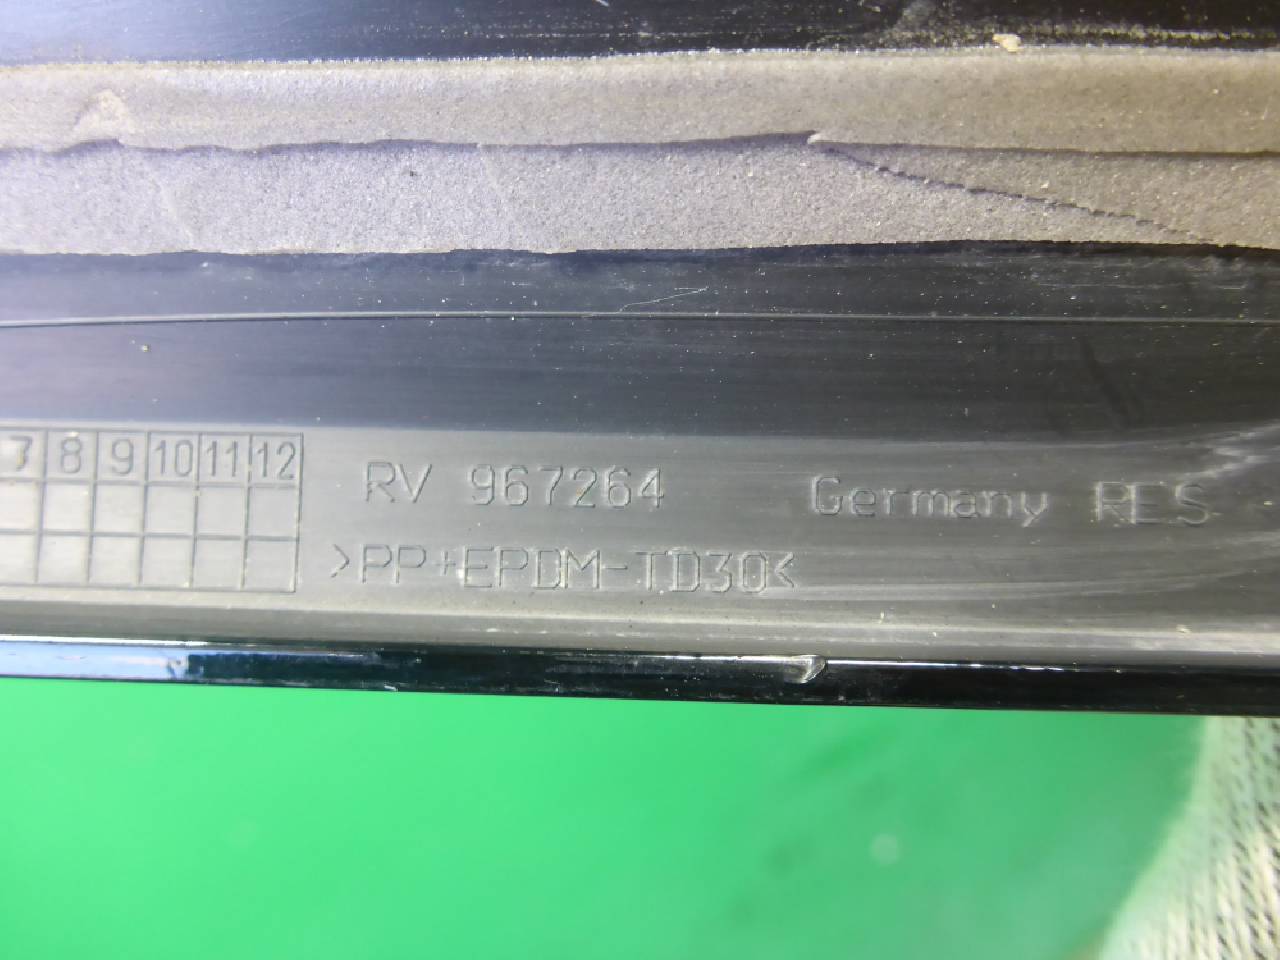 7 8 9 10 11 12
RV 967264 Germany RES
>PP+EPDM-TD30<